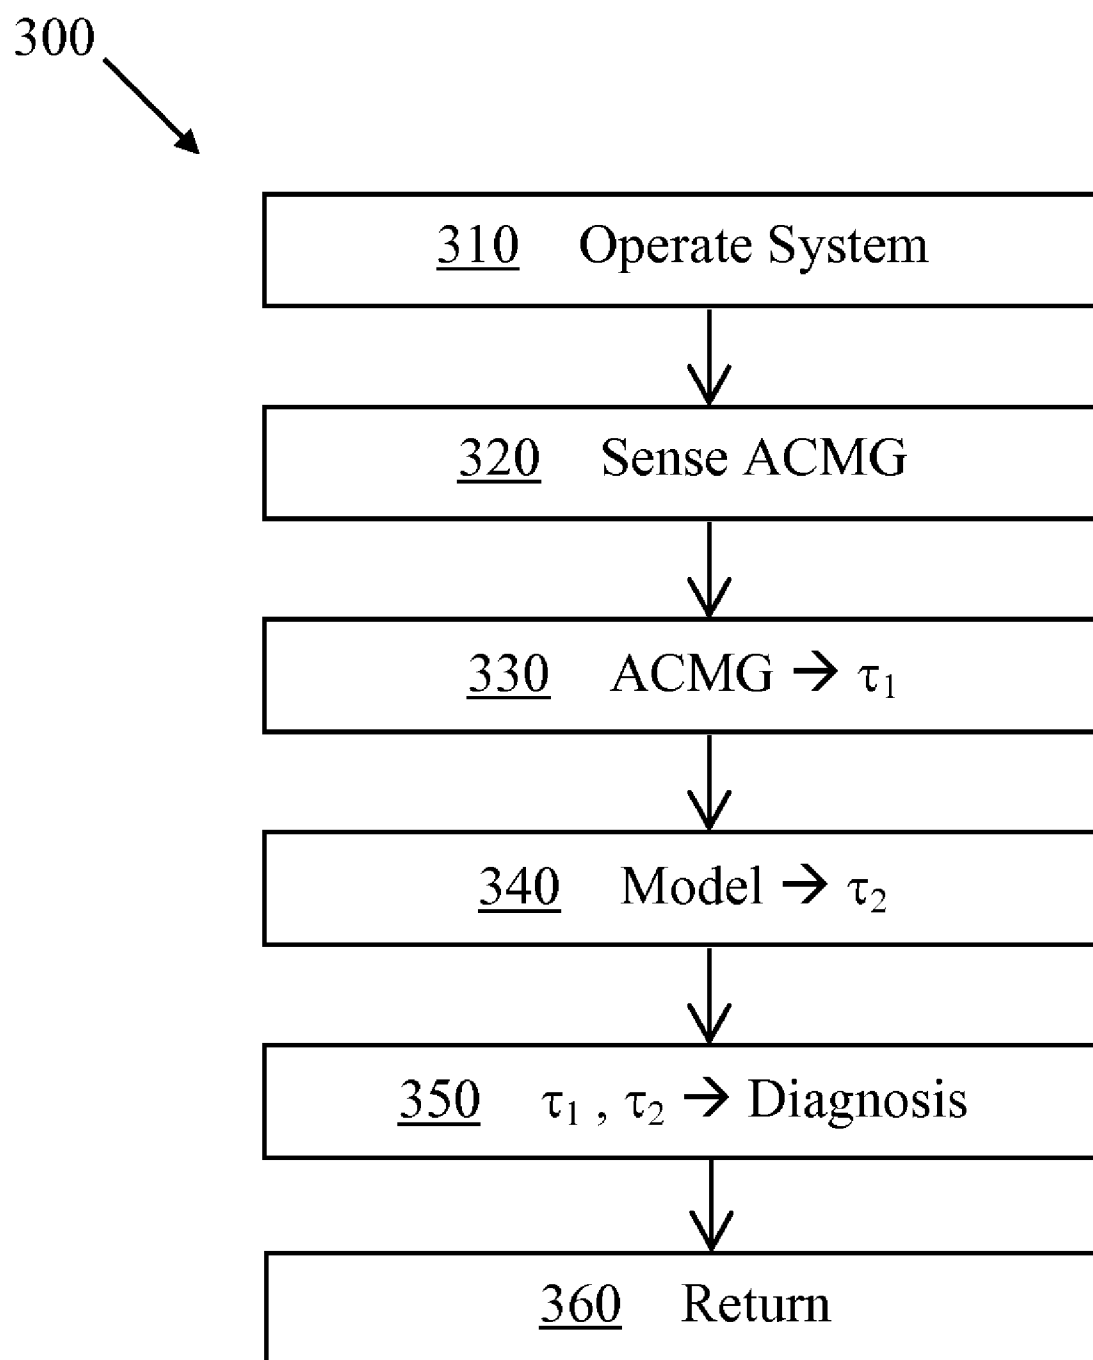 300
310 Operate System
320 Sense ACMG
330 ACMG → τ₁
340 Model → τ₂
350 τ₁ , τ₂ → Diagnosis
360 Return